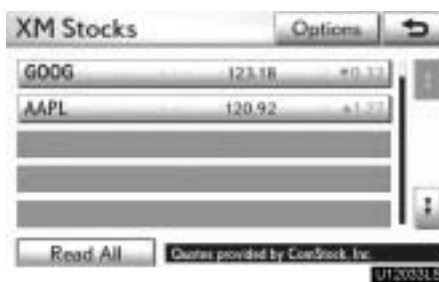 XM Stocks Options
GOOG 123.18
AAPL 120.92
Read All Quotes provided by ComStock, Inc.
U12033LS